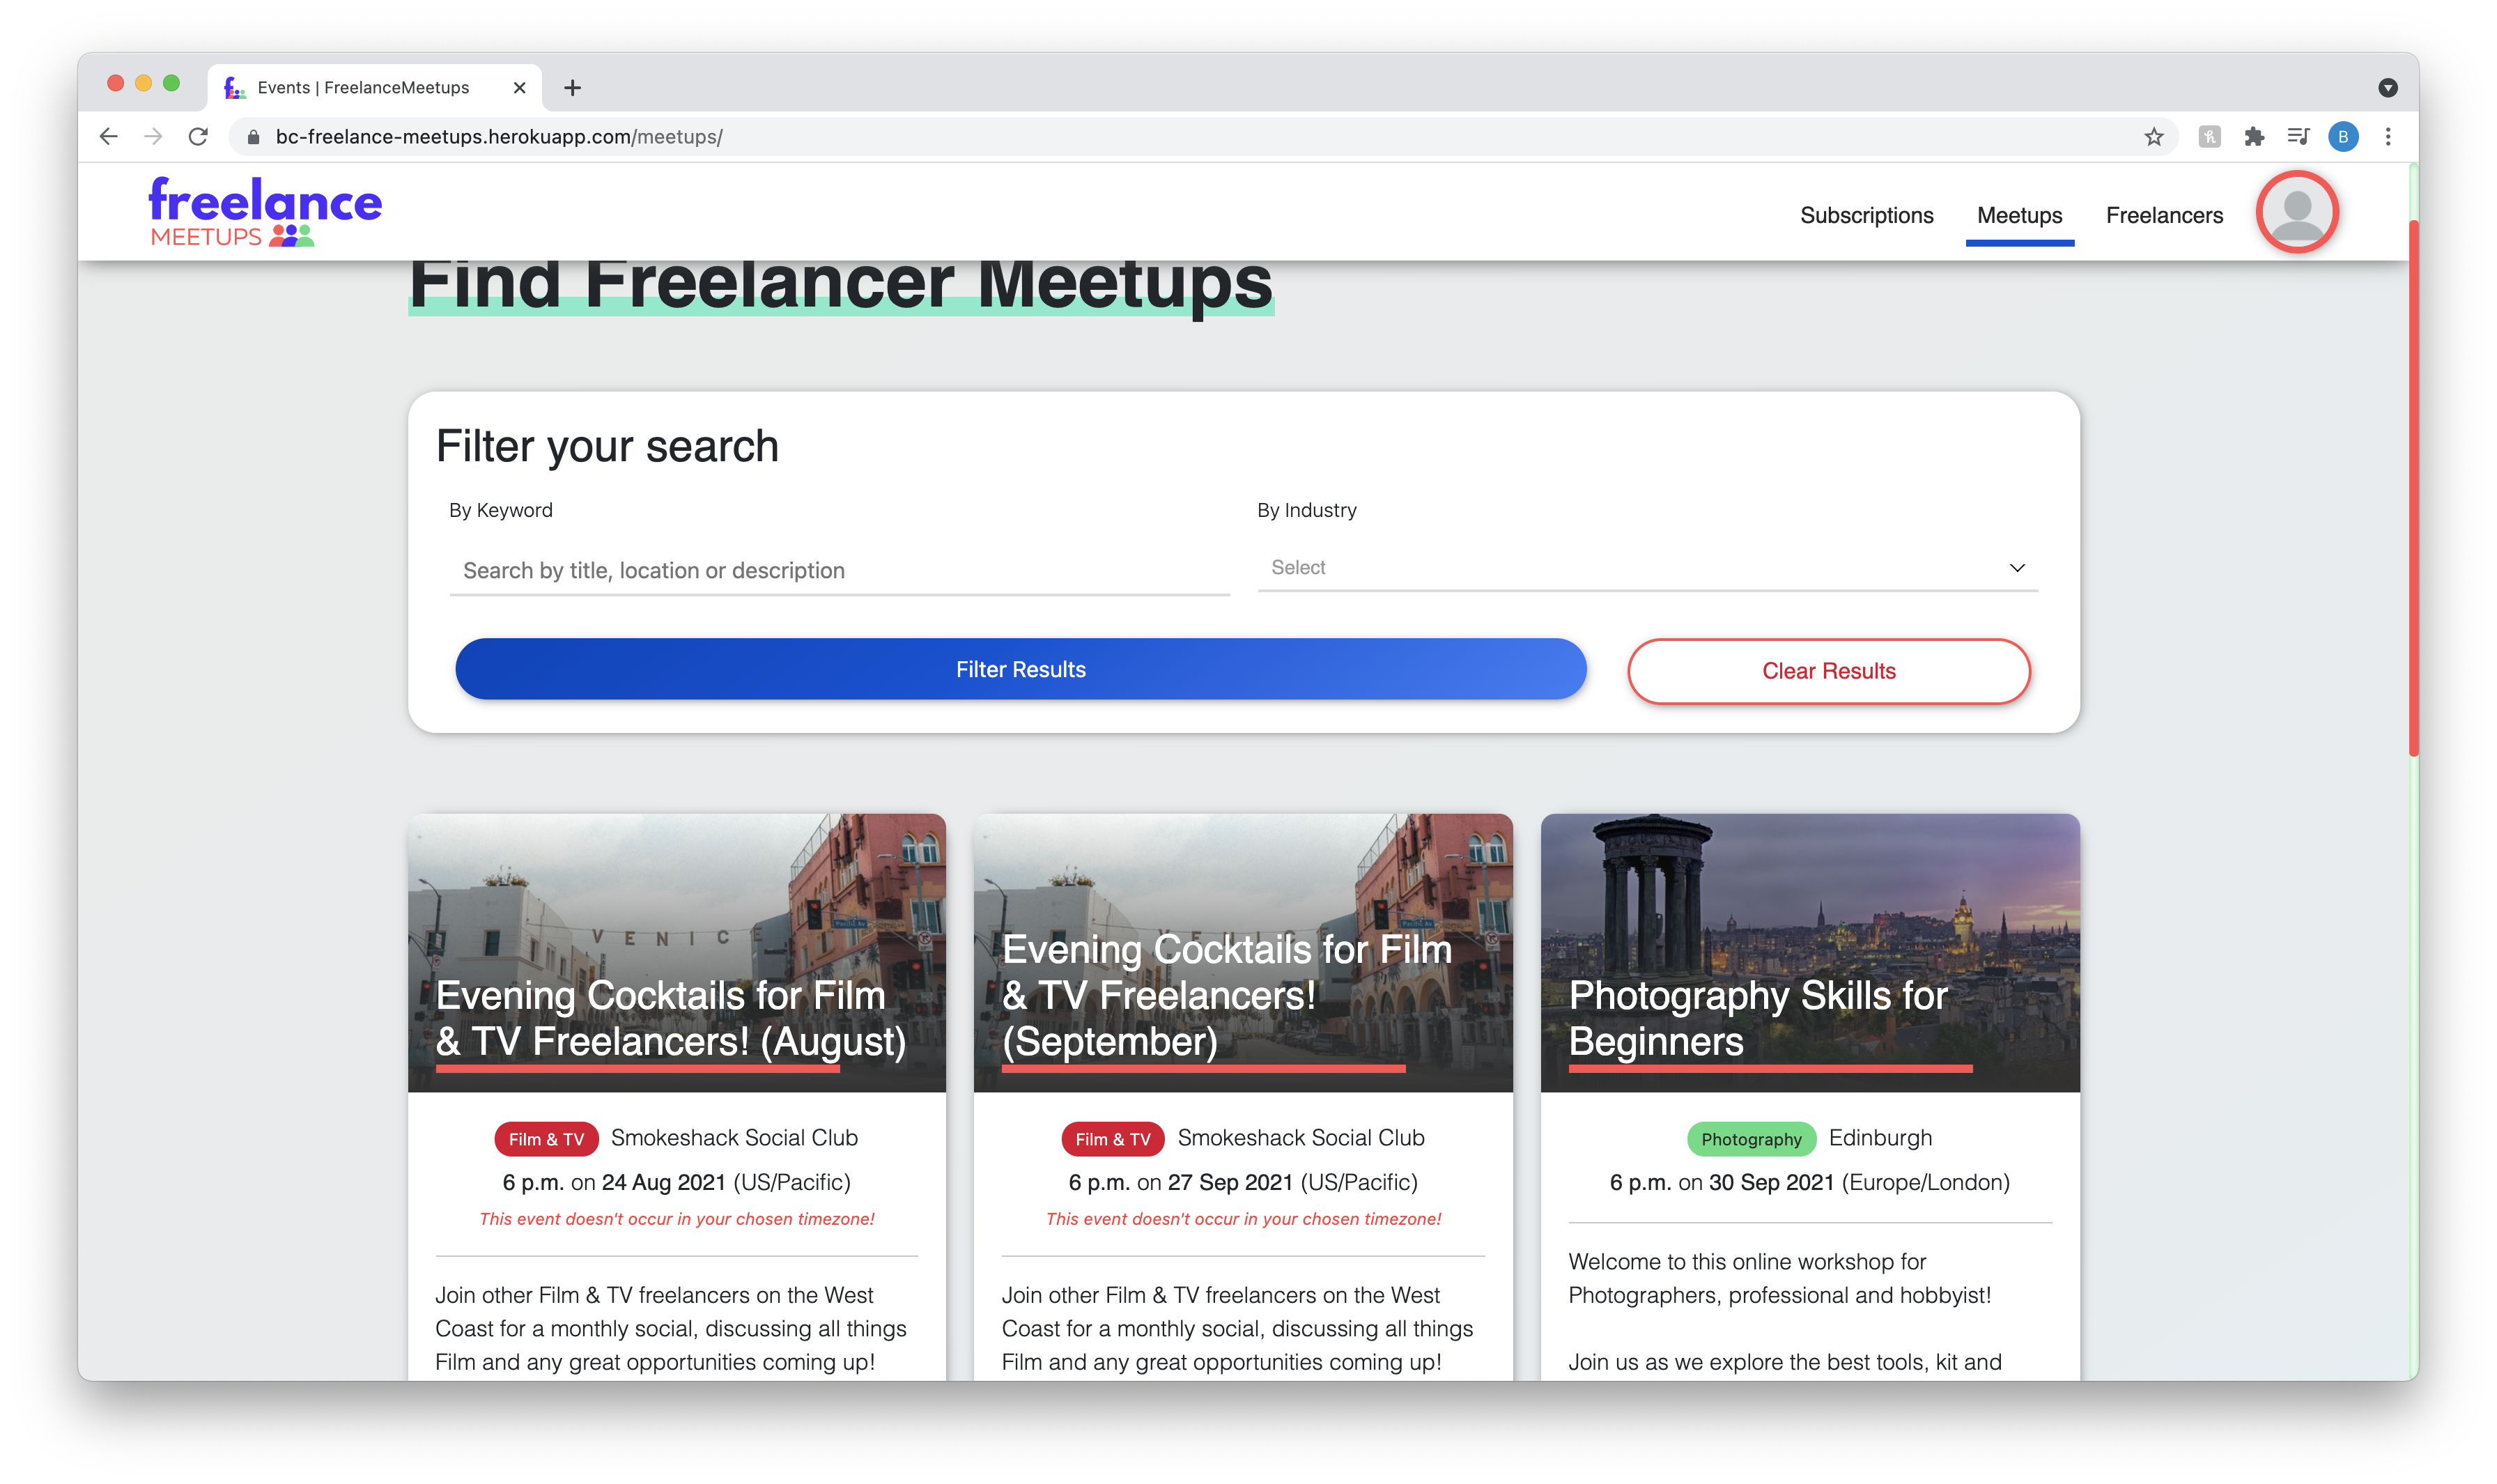 Events | FreelanceMeetups
bc-freelance-meetups.herokuapp.com/meetups/
B
freelance
MEETUPS
Subscriptions
Meetups
Freelancers
Find Freelancer Meetups
Filter your search
By Keyword
By Industry
Search by title, location or description
Select
Filter Results
Clear Results
VENICE
Evening Cocktails for Film
& TV Freelancers! (August)
Film & TV Smokeshack Social Club
6 p.m. on 24 Aug 2021 (US/Pacific)
This event doesn't occur in your chosen timezone!
Join other Film & TV freelancers on the West
Coast for a monthly social, discussing all things
Film and any great opportunities coming up!
Evening Cocktails for Film
& TV Freelancers!
(September)
Film & TV Smokeshack Social Club
6 p.m. on 27 Sep 2021 (US/Pacific)
This event doesn't occur in your chosen timezone!
Join other Film & TV freelancers on the West
Coast for a monthly social, discussing all things
Film and any great opportunities coming up!
Photography Skills for
Beginners
Photography Edinburgh
6 p.m. on 30 Sep 2021 (Europe/London)
Welcome to this online workshop for
Photographers, professional and hobbyist!
Join us as we explore the best tools, kit and